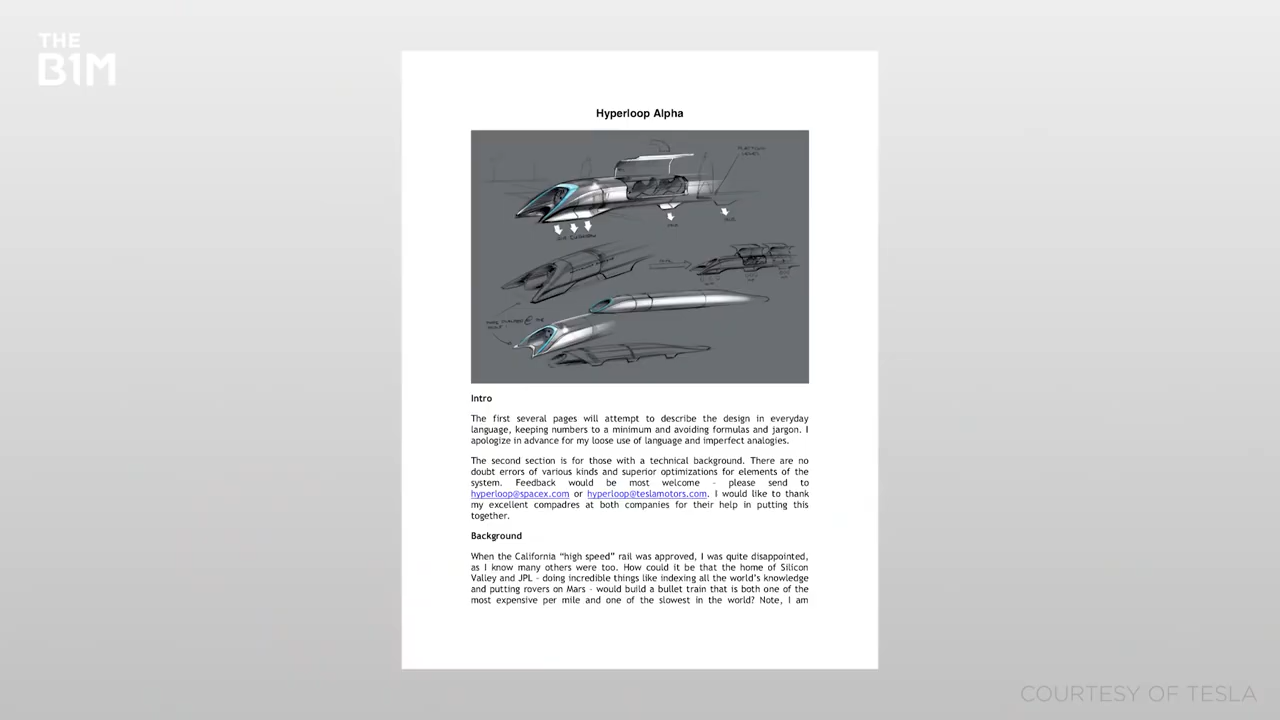 THE
B1M
Hyperloop Alpha
Intro
The first several pages will attempt to describe the design in everyday
language, keeping numbers to a minimum and avoiding formulas and jargon. I
apologize in advance for my loose use of language and imperfect analogies.
The second section is for those with a technical background. There are no
doubt errors of various kinds and superior optimizations for elements of the
system. Feedback would be most welcome – please send to
hyperloop@spacex.com or hyperloop@teslamotors.com. I would like to thank
my excellent compadres at both companies for their help in putting this
together.
Background
When the California “high speed” rail was approved, I was quite disappointed,
as I know many others were too. How could it be that the home of Silicon
Valley and JPL – doing incredible things like indexing all the world’s knowledge
and putting rovers on Mars – would build a bullet train that is both one of the
most expensive per mile and one of the slowest in the world? Note, I am
COURTESY OF TESLA